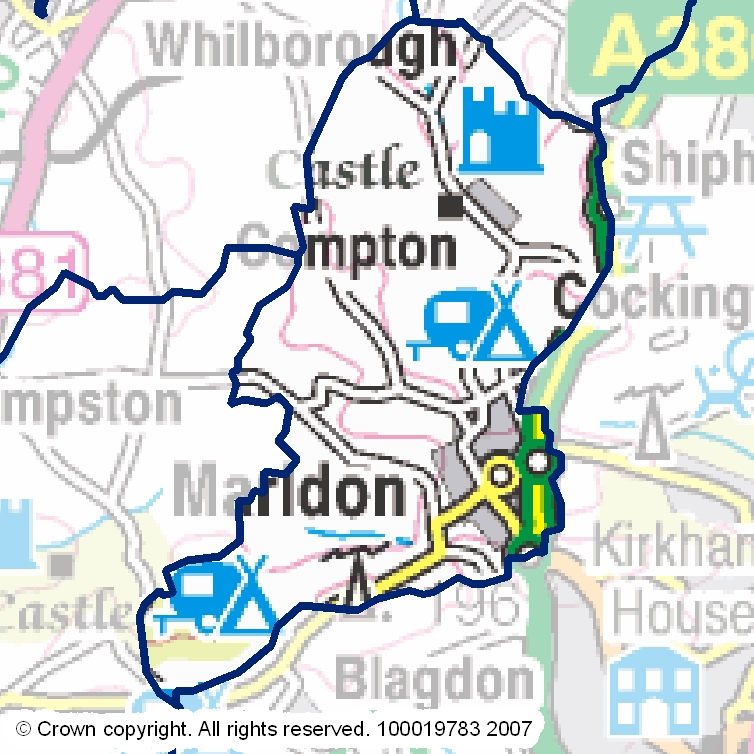 Whilborough
A38
Castle
Shiph
Compton
381
Cocking
mpston
Marldon
Kirkham
Castle
196
House
Blagdon
© Crown copyright. All rights reserved. 100019783 2007